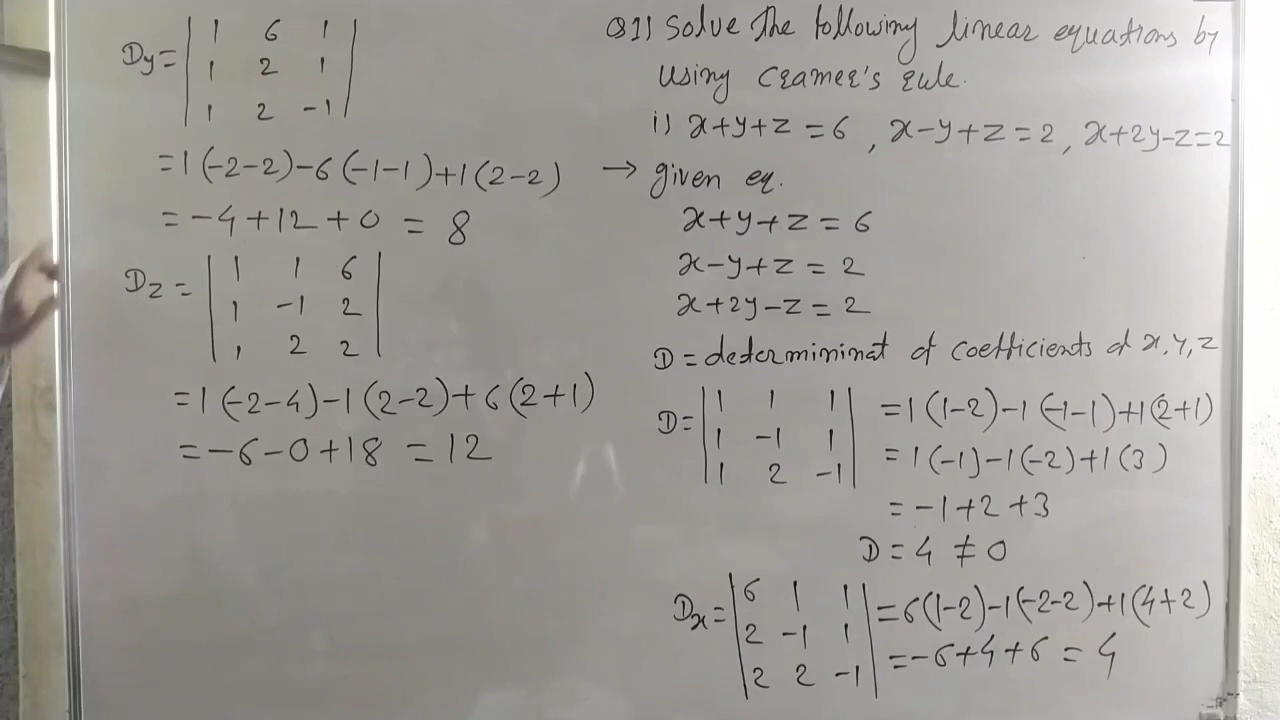 Q1) Solve the following linear equations by
using Cramer's rule.
i) x+y+z = 6 , x-y+z = 2 , x+2y-z = 2
→ given eq.
x+y+z = 6
x-y+z = 2
x+2y-z = 2
D = determininat of coefficients of x, y, z
D = | 1 1 1 | = 1(1-2)-1(-1-1)+1(2+1)
| 1 -1 1 | = 1(-1)-1(-2)+1(3)
| 1 2 -1 |
= -1+2+3
D = 4 ≠ 0
Dx = | 6 1 1 | = 6(1-2)-1(-2-2)+1(4+2)
| 2 -1 1 |
| 2 2 -1 | = -6+4+6 = 4
Dy = | 1 6 1 |
| 1 2 1 |
| 1 2 -1 |
= 1(-2-2)-6(-1-1)+1(2-2)
= -4+12+0 = 8
Dz = | 1 1 6 |
| 1 -1 2 |
| 1 2 2 |
= 1(-2-4)-1(2-2)+6(2+1)
= -6-0+18 = 12